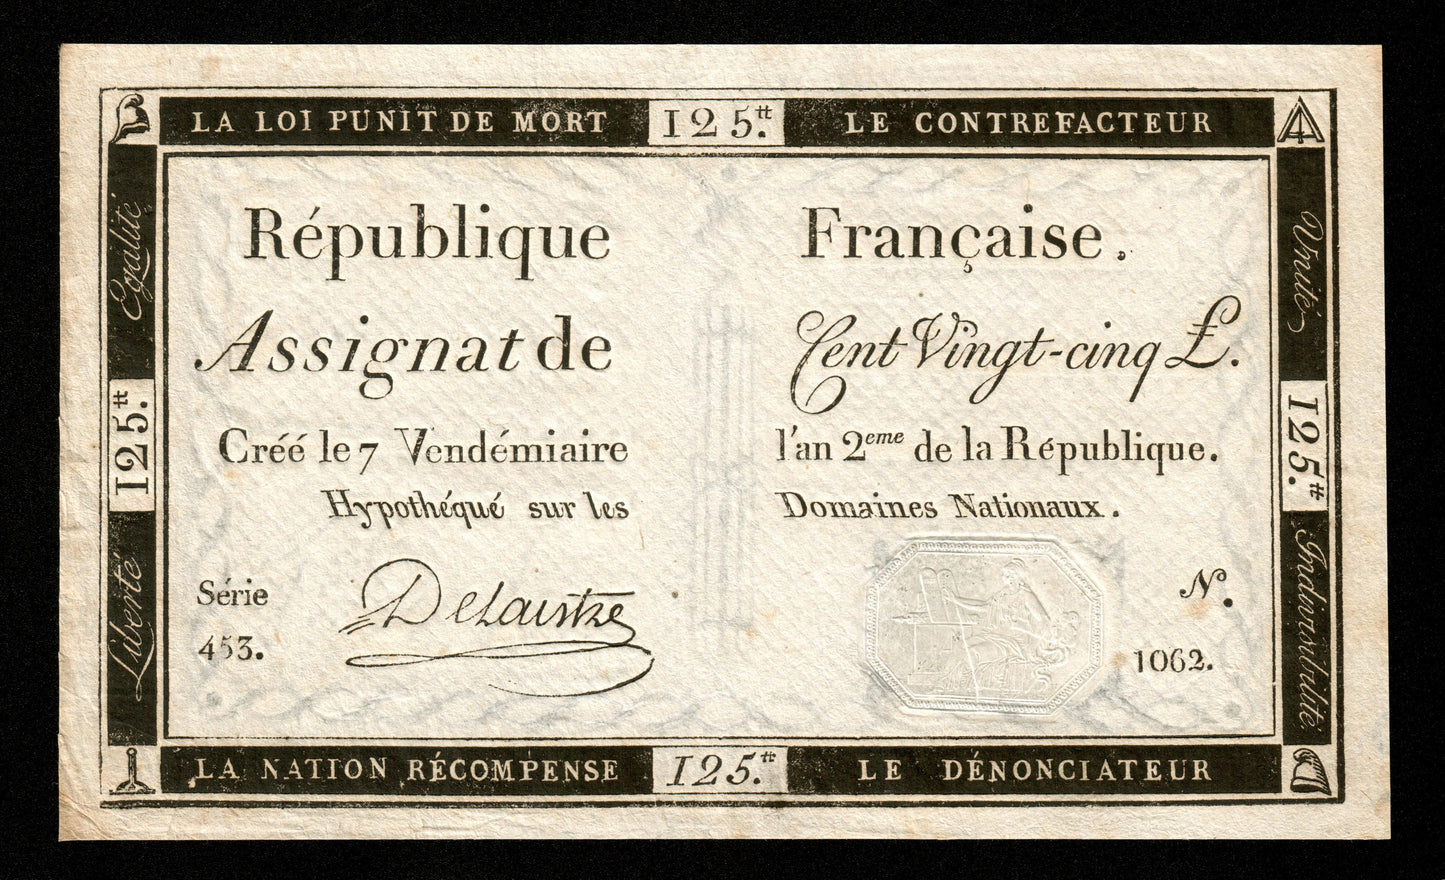 LA LOI PUNIT DE MORT 125.tt LE CONTREFACTEUR
République Française.
Assignat de Cent Vingt-cinq £.
Créé le 7 Vendémiaire l'an 2eme de la République.
Hypothéqué sur les Domaines Nationaux.
Série
453.
Delaistre
N.
1062.
Egalité
125.tt
Liberté
Unité
125.tt
Indivisibilité
LA NATION RÉCOMPENSE 125.tt LE DÉNONCIATEUR